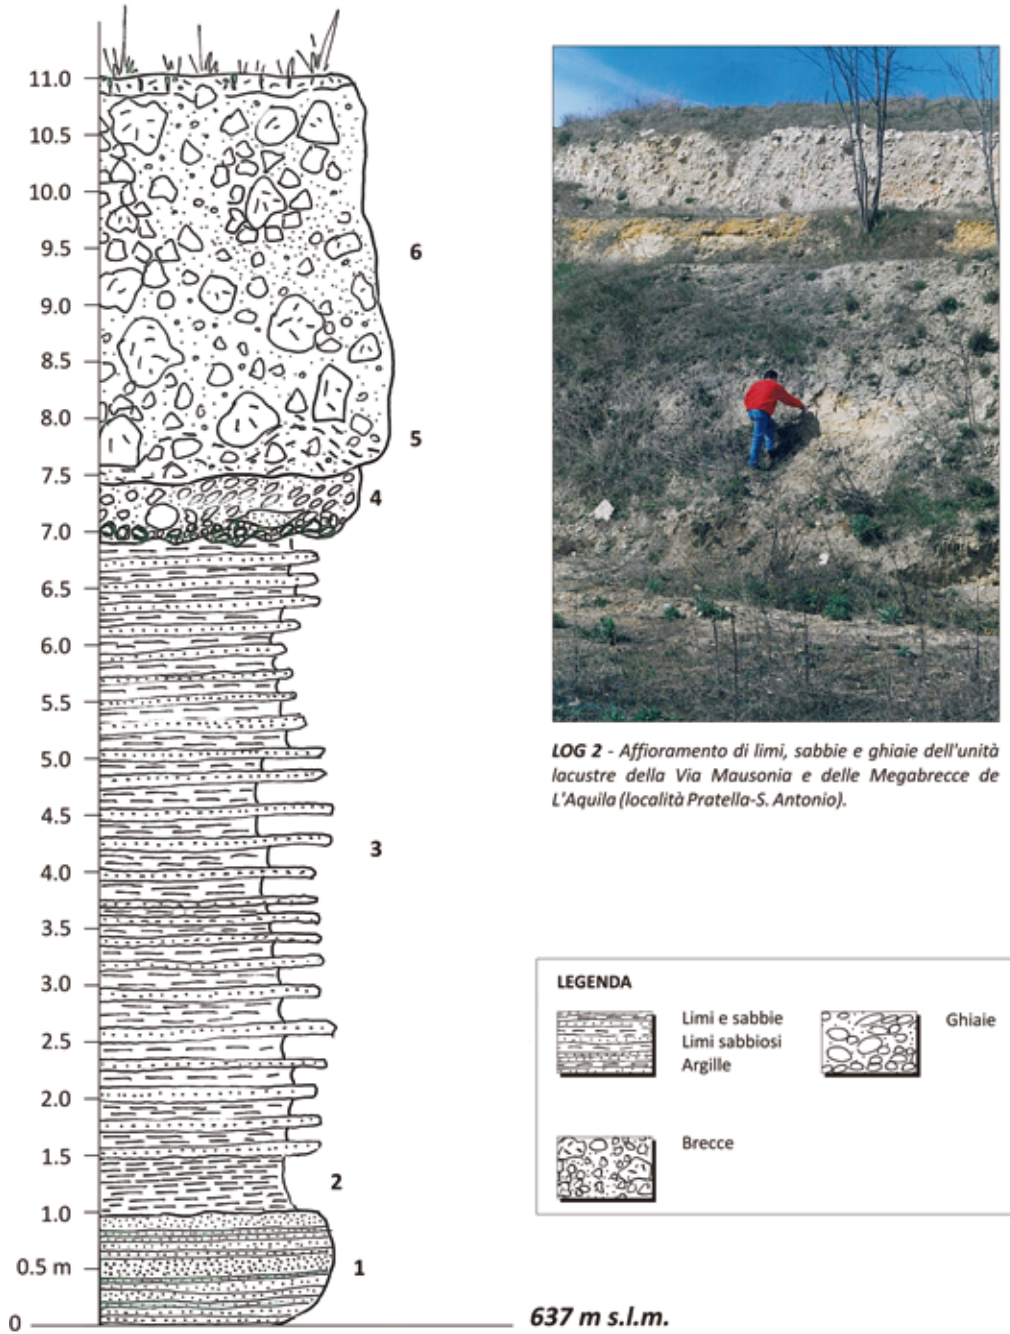 11.0
10.5
10.0
9.5
9.0
8.5
8.0
7.5
7.0
6.5
6.0
5.5
5.0
4.5
4.0
3.5
3.0
2.5
2.0
1.5
1.0
0.5 m
0
6
5
4
3
2
1
637 m s.l.m.
LOG 2 - Affioramento di limi, sabbie e ghiaie dell'unità
lacustre della Via Mausonia e delle Megabrecce de
L'Aquila (località Pratella-S. Antonio).
LEGENDA
Limi e sabbie
Limi sabbiosi
Argille
Ghiaie
Brecce